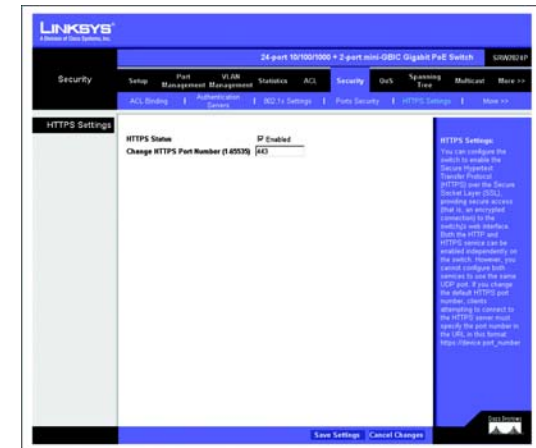 LINKSYS®
A Division of Cisco Systems, Inc.
24-port 10/100/1000 + 2-port mini-GBIC Gigabit PoE Switch
SRW2024P
Security
Setup
Port Management
VLAN Management
Statistics
ACL
Security
QoS
Spanning Tree
Multicast
More >>
ACL Binding
Authentication Servers
802.1x Settings
Ports Security
HTTPS Settings
More >>
HTTPS Settings
HTTPS Status
Enabled
Change HTTPS Port Number (1-65535)
443
HTTPS Settings:
You can configure the
switch to enable the
Secure Hypertext
Transfer Protocol
(HTTPS) over the Secure
Socket Layer (SSL),
providing secure access
(that is, an encrypted
connection) to the
switch¿s web interface.
Both the HTTP and
HTTPS service can be
enabled independently on
the switch. However, you
cannot configure both
services to use the same
UDP port. If you change
the default HTTPS port
number, clients
attempting to connect to
the HTTPS server must
specify the port number in
the URL, in this format:
https://device:port_number
Save Settings
Cancel Changes
Cisco Systems